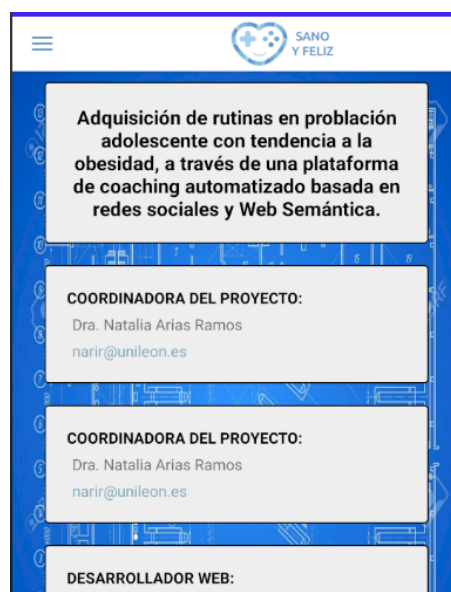 SANO
Y FELIZ
Adquisición de rutinas en problación
adolescente con tendencia a la
obesidad, a través de una plataforma
de coaching automatizado basada en
redes sociales y Web Semántica.
COORDINADORA DEL PROYECTO:
Dra. Natalia Arias Ramos
narir@unileon.es
COORDINADORA DEL PROYECTO:
Dra. Natalia Arias Ramos
narir@unileon.es
DESARROLLADOR WEB: